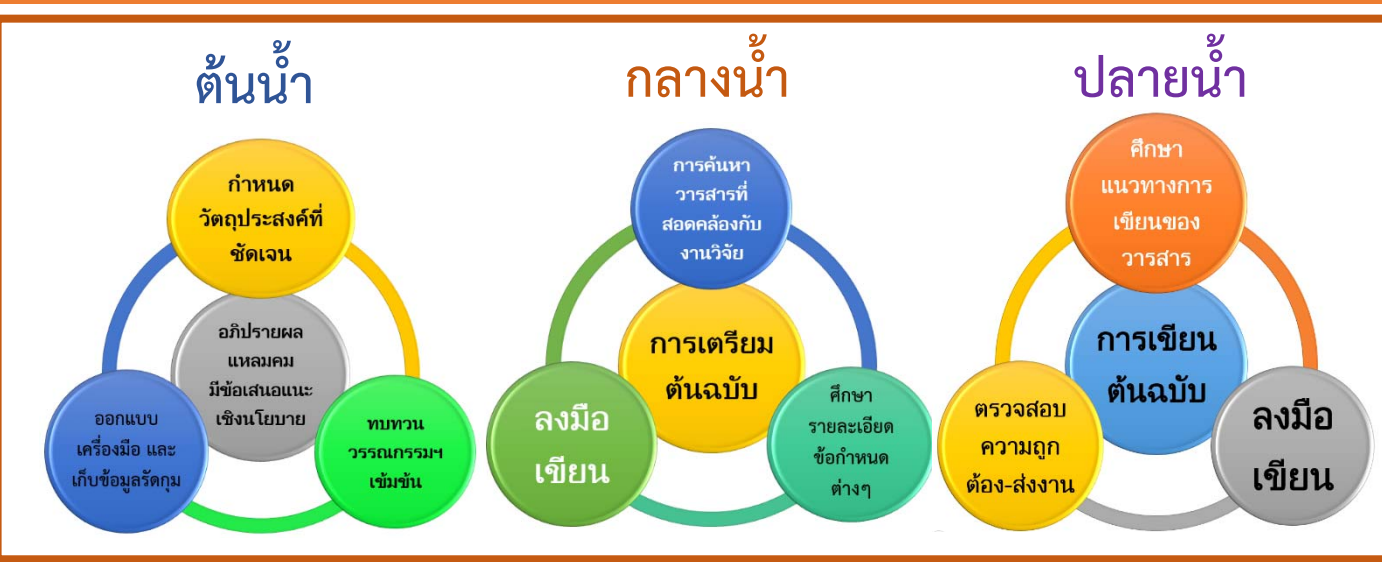 ต้นน้ำ
กำหนด
วัตถุประสงค์ที่
ชัดเจน
อภิปรายผล
แหลมคม
มีข้อเสนอแนะ
เชิงนโยบาย
ออกแบบ
เครื่องมือ และ
เก็บข้อมูลรัดกุม
ทบทวน
วรรณกรรมฯ
เข้มข้น
กลางน้ำ
การค้นหา
วารสารที่
สอดคล้องกับ
งานวิจัย
การเตรียม
ต้นฉบับ
ลงมือ
เขียน
ศึกษา
รายละเอียด
ข้อกำหนด
ต่างๆ
ปลายน้ำ
ศึกษา
แนวทางการ
เขียนของ
วารสาร
การเขียน
ต้นฉบับ
ตรวจสอบ
ความถูก
ต้อง-ส่งงาน
ลงมือ
เขียน